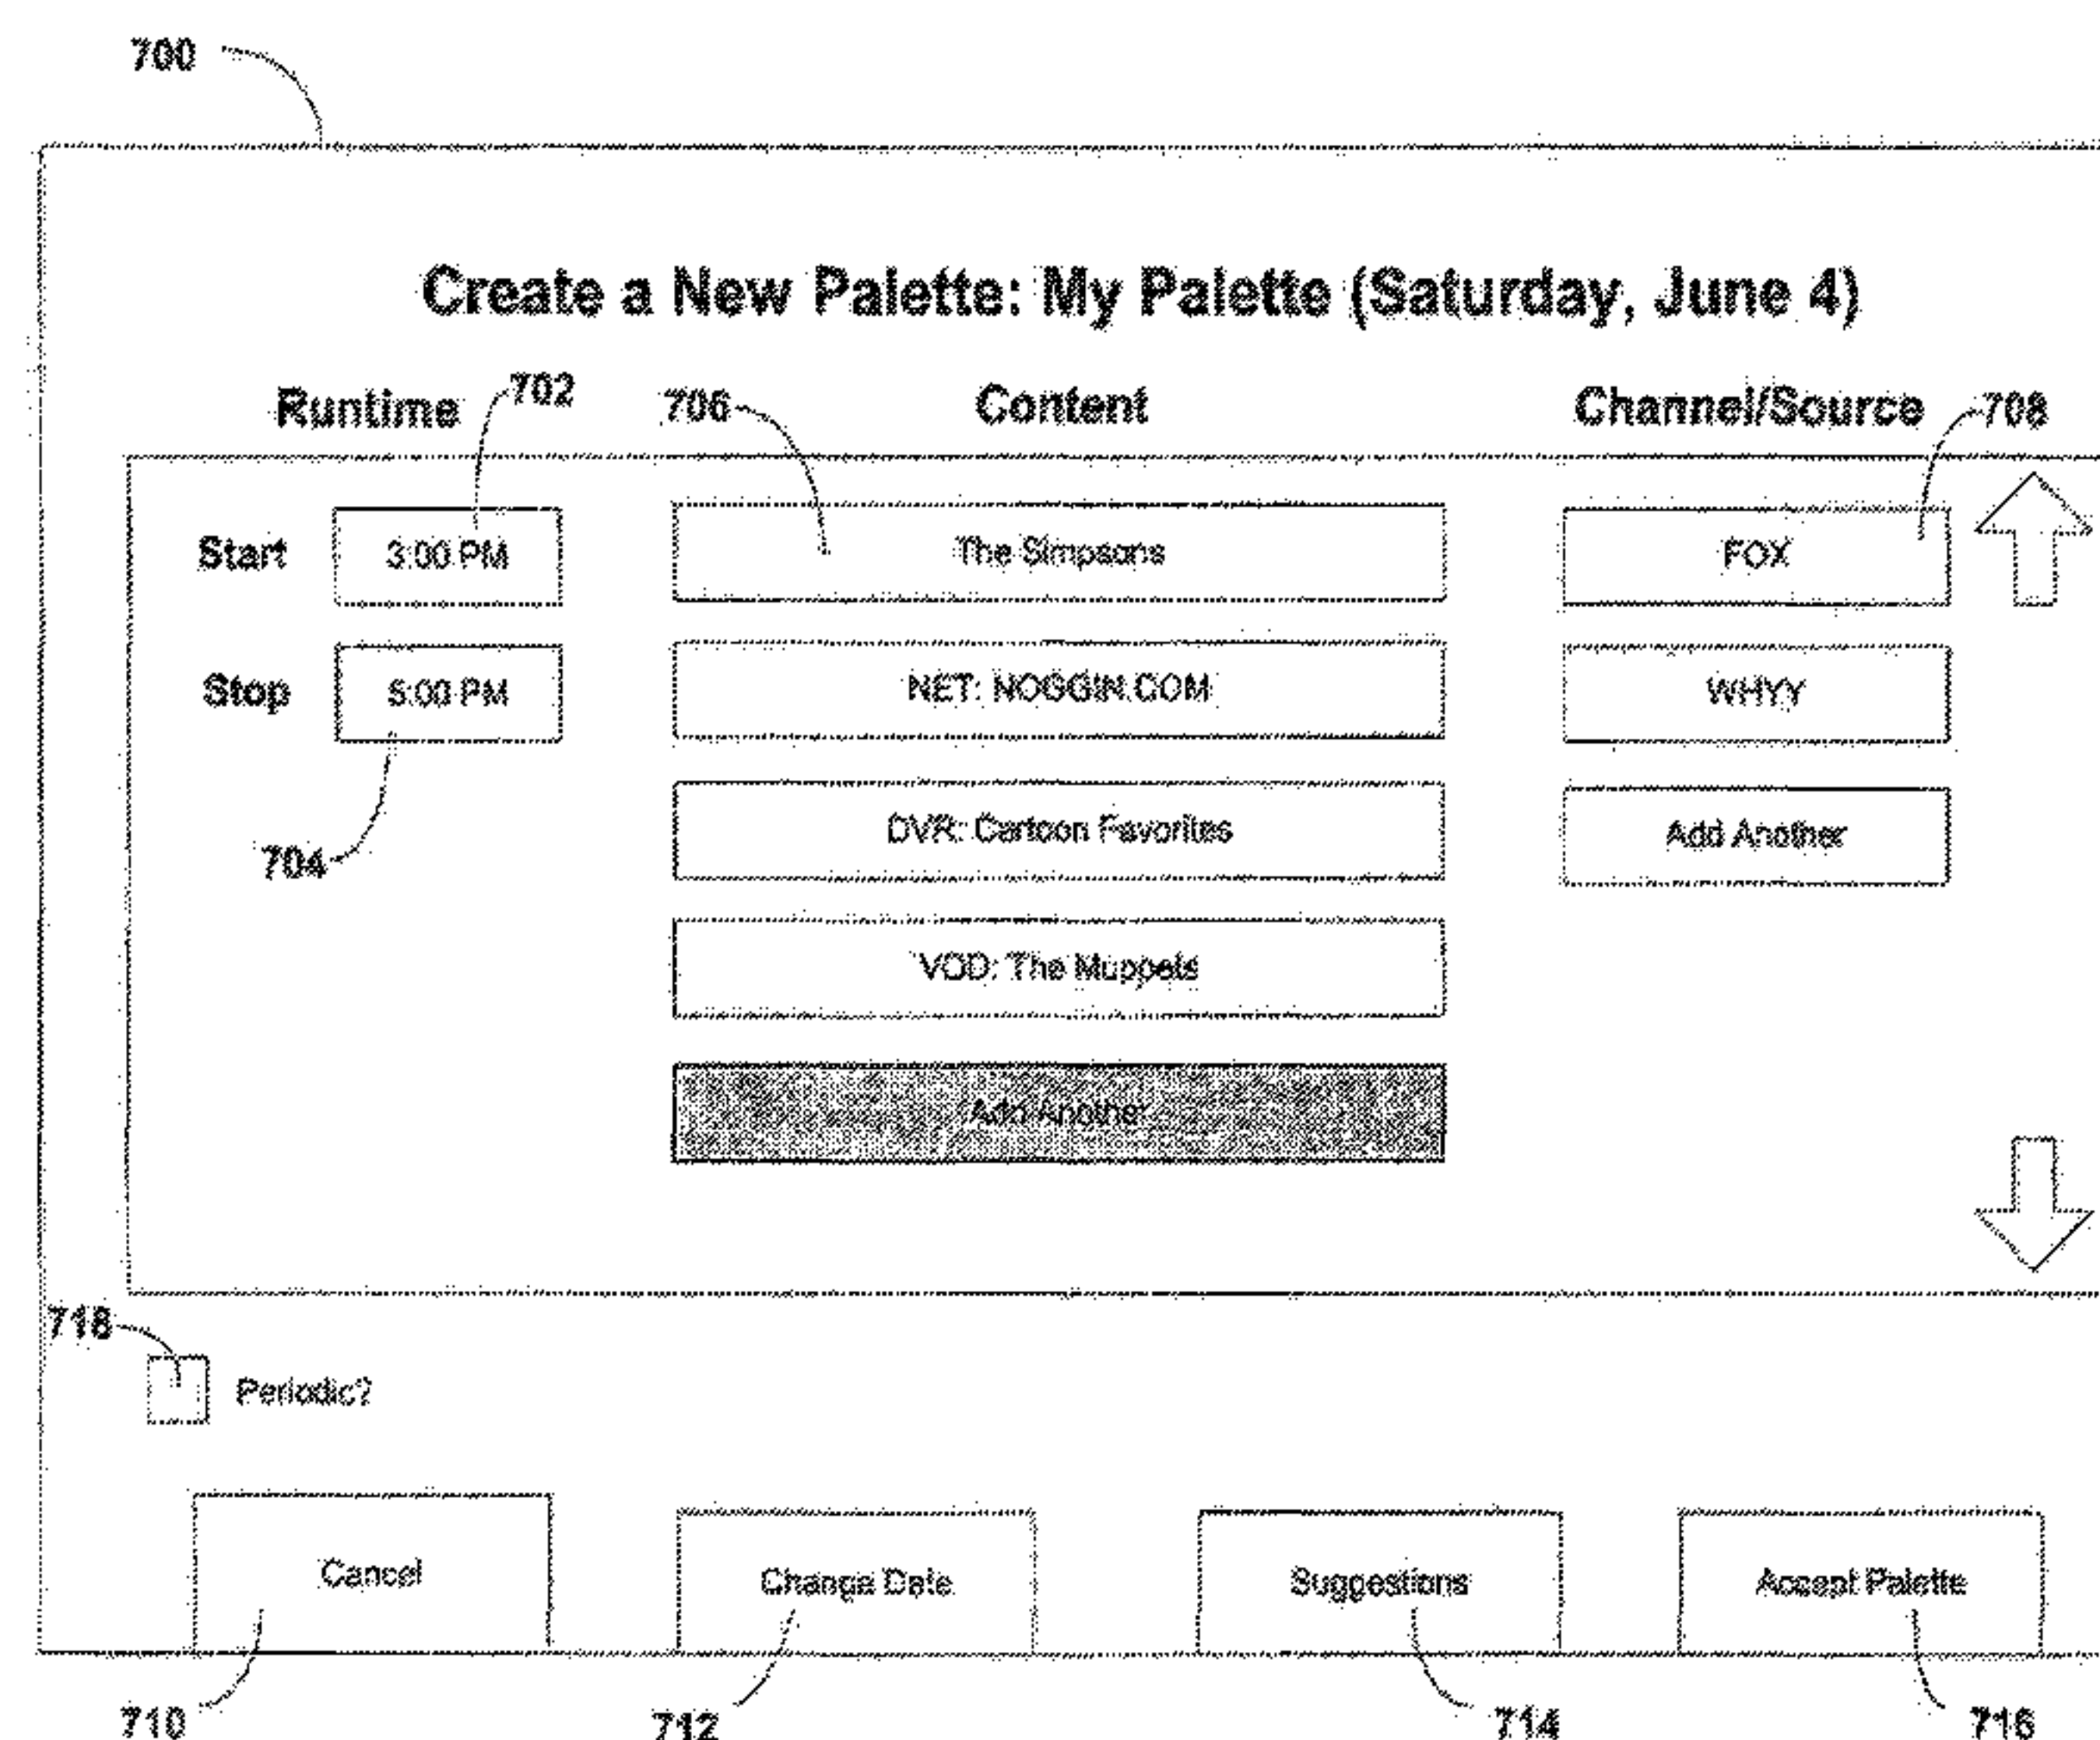 700
Create a New Palette: My Palette (Saturday, June 4)
Runtime 702 706 Content Channel/Source 708
Start 3:00 PM The Simpsons FOX
Stop :00 PM NET: NOGGIN.COM WHYY
704 DVR: Cartoon Favorites Add Another
VOD: The Muppets
Add Another
718
Periodic?
Cancel Change Date Suggestions Accept Palette
710 712 714 716